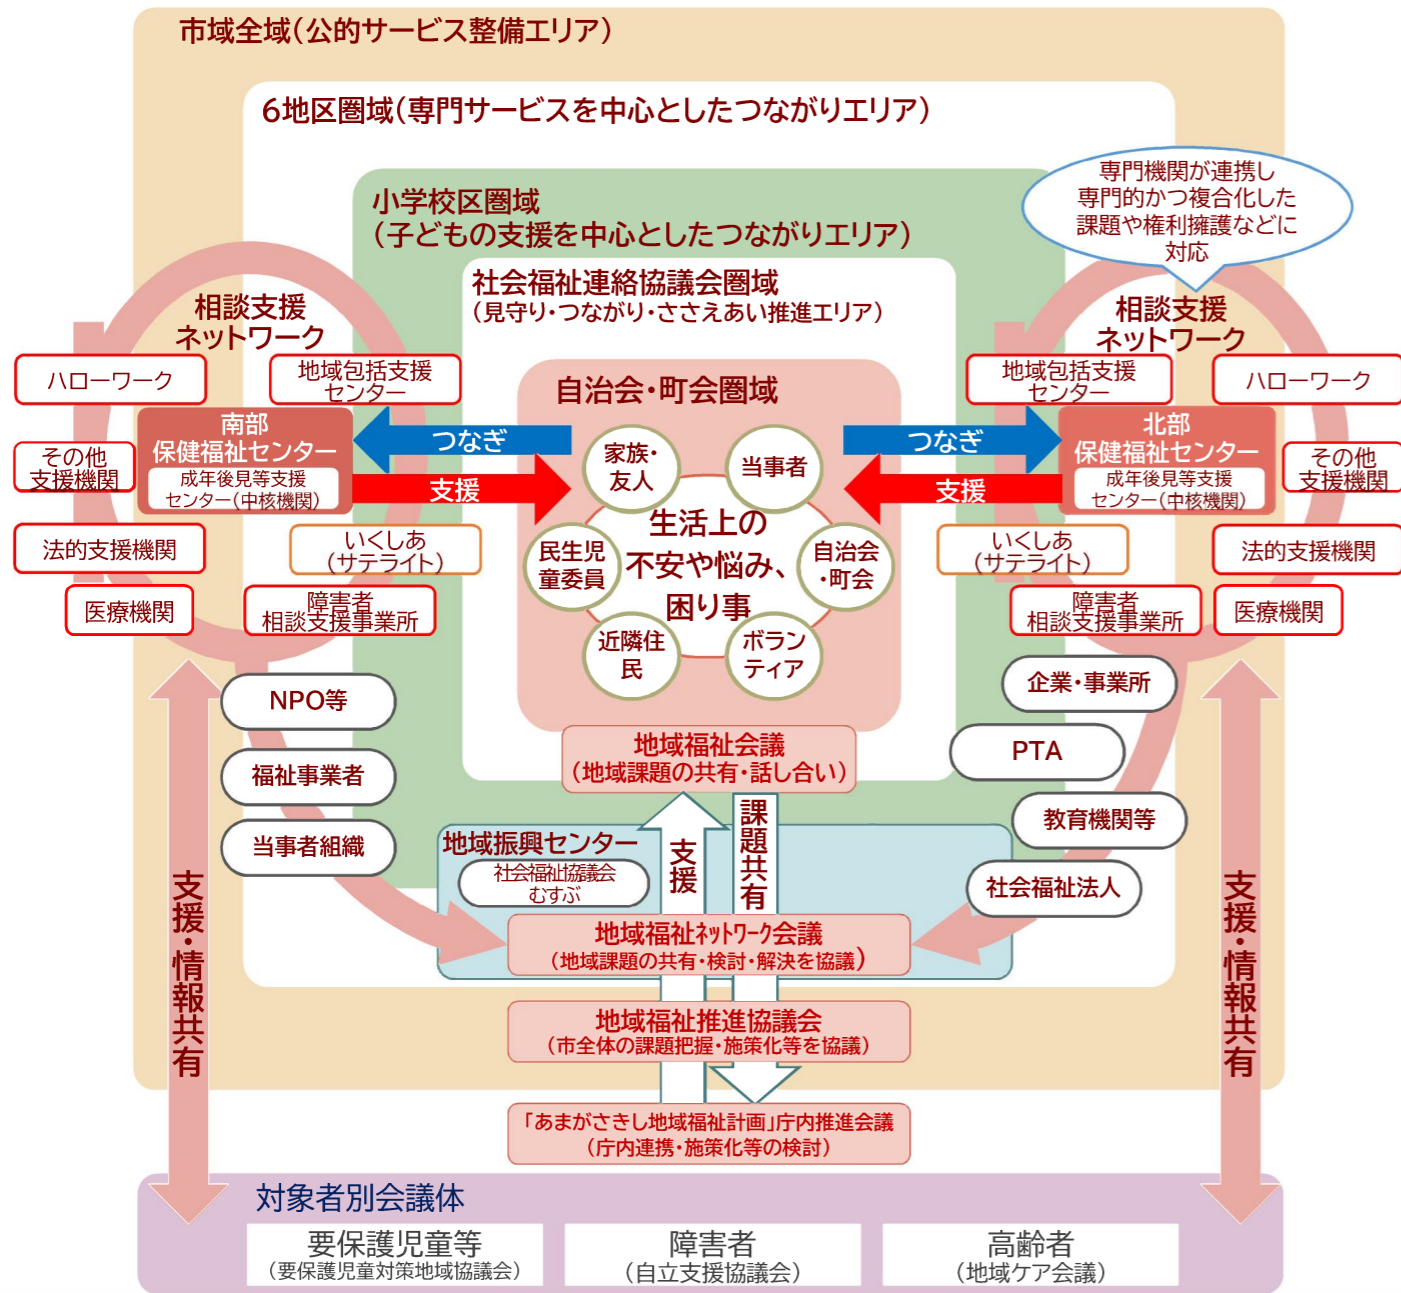 市域全域(公的サービス整備エリア)
6地区圏域(専門サービスを中心としたつながりエリア)
専門機関が連携し
専門的かつ複合化した
課題や権利擁護などに
対応
小学校区圏域
(子どもの支援を中心としたつながりエリア)
社会福祉連絡協議会圏域
(見守り・つながり・ささえあい推進エリア)
相談支援
ネットワーク
ハローワーク
地域包括支援
センター
南部
保健福祉センター
成年後見等支援
センター(中核機関)
その他
支援機関
法的支援機関
いくしあ
(サテライト)
医療機関
障害者
相談支援事業所
つなぎ
支援
自治会・町会圏域
家族・
友人
当事者
民生児
童委員
生活上の
不安や悩み、
困り事
自治会
・町会
近隣住
民
ボラン
ティア
つなぎ
支援
相談支援
ネットワーク
地域包括支援
センター
ハローワーク
北部
保健福祉センター
成年後見等支援
センター(中核機関)
その他
支援機関
いくしあ
(サテライト)
法的支援機関
障害者
相談支援事業所
医療機関
NPO等
福祉事業者
当事者組織
企業・事業所
PTA
教育機関等
社会福祉法人
地域福祉会議
(地域課題の共有・話し合い)
地域振興センター
社会福祉協議会
むすぶ
支援
課題共有
地域福祉ネットワーク会議
(地域課題の共有・検討・解決を協議)
地域福祉推進協議会
(市全体の課題把握・施策化等を協議)
「あまがさきし地域福祉計画」庁内推進会議
(庁内連携・施策化等の検討)
支援・情報共有
支援・情報共有
対象者別会議体
要保護児童等
(要保護児童対策地域協議会)
障害者
(自立支援協議会)
高齢者
(地域ケア会議)